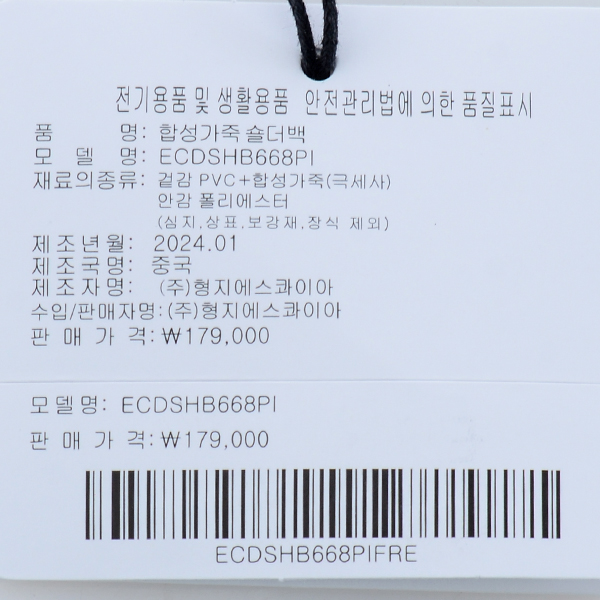 전기용품 및 생활용품 안전관리법에 의한 품질표시
품 명: 합성가죽 숄더백
모 델 명: ECDSHB668PI
재료의종류: 겉감 PVC+합성가죽(극세사)
안감 폴리에스터
(심지,상표,보강재,장식 제외)
제조년월: 2024.01
제조국명: 중국
제조자명: (주)형지에스콰이아
수입/판매자명:(주)형지에스콰이아
판 매 가 격:₩179,000
모델명: ECDSHB668PI
판 매 가 격:₩179,000
ECDSHB668PIFRE